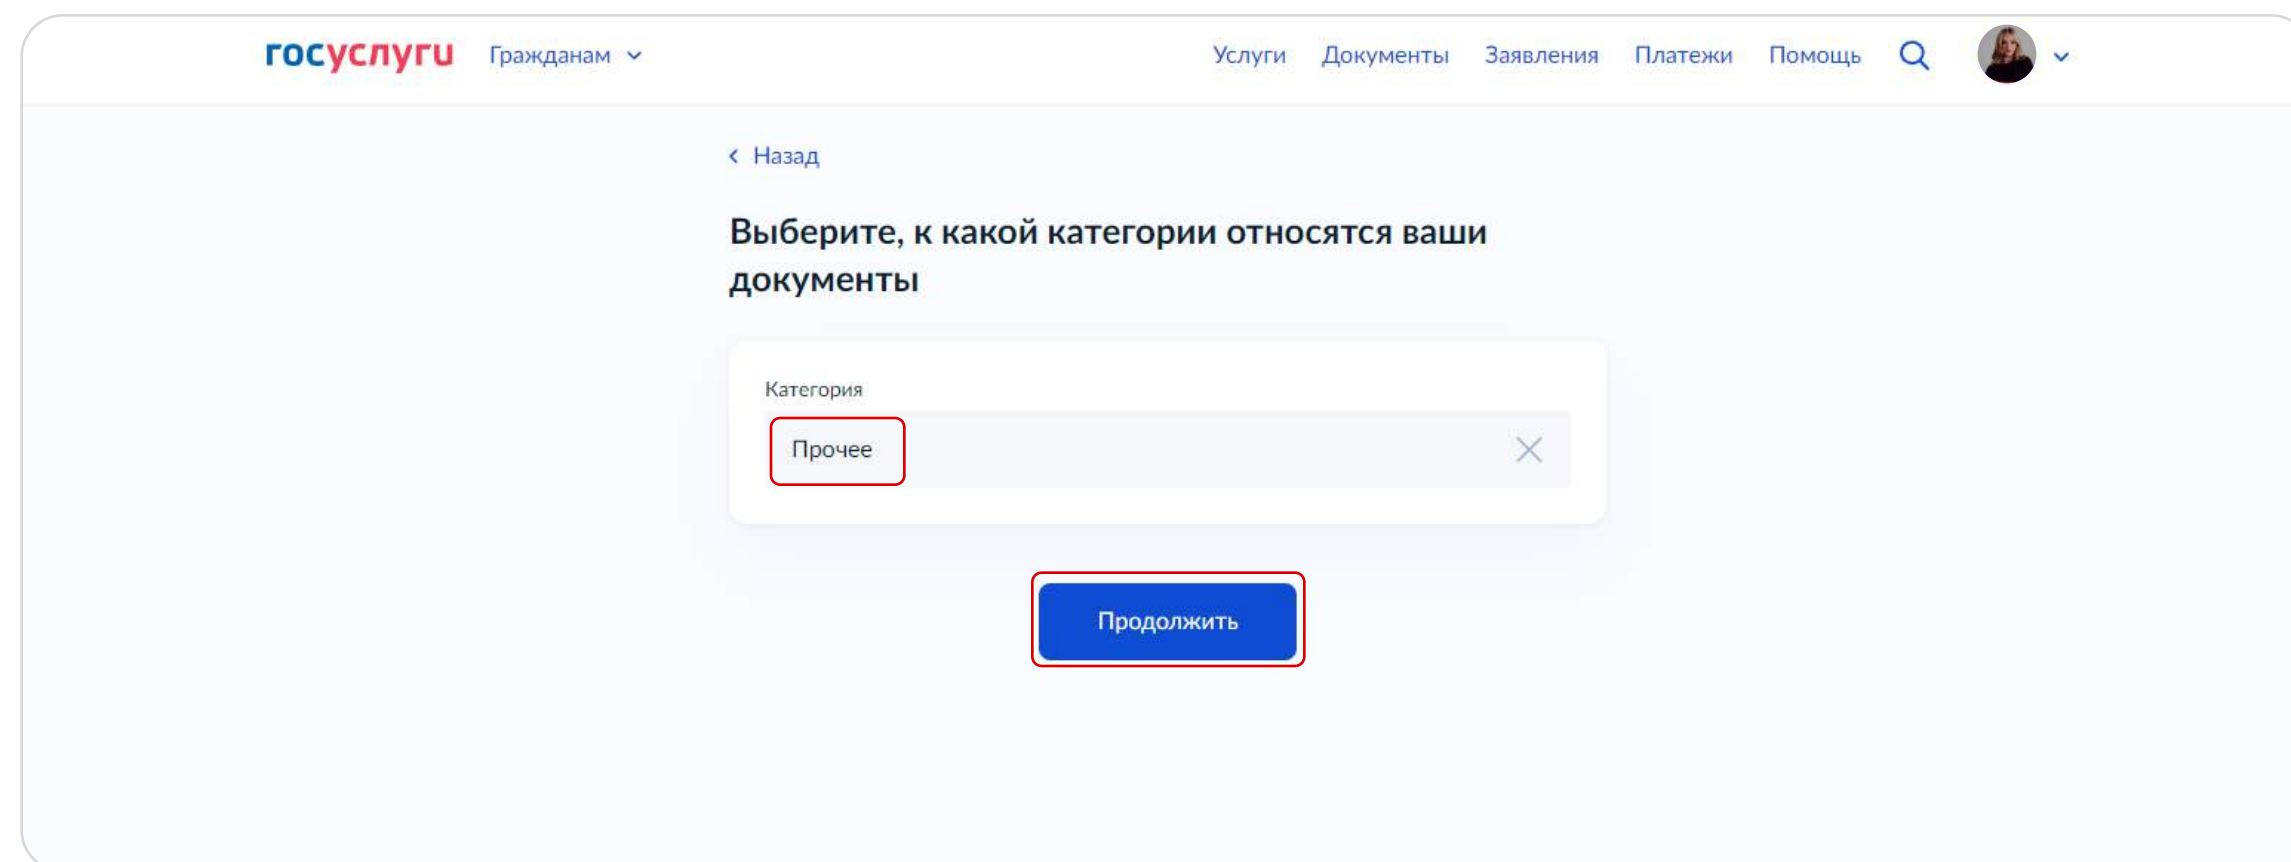 госуслуги Гражданам Услуги Документы Заявления Платежи Помощь
Назад
Выберите, к какой категории относятся ваши
документы
Категория
Прочее
Продолжить